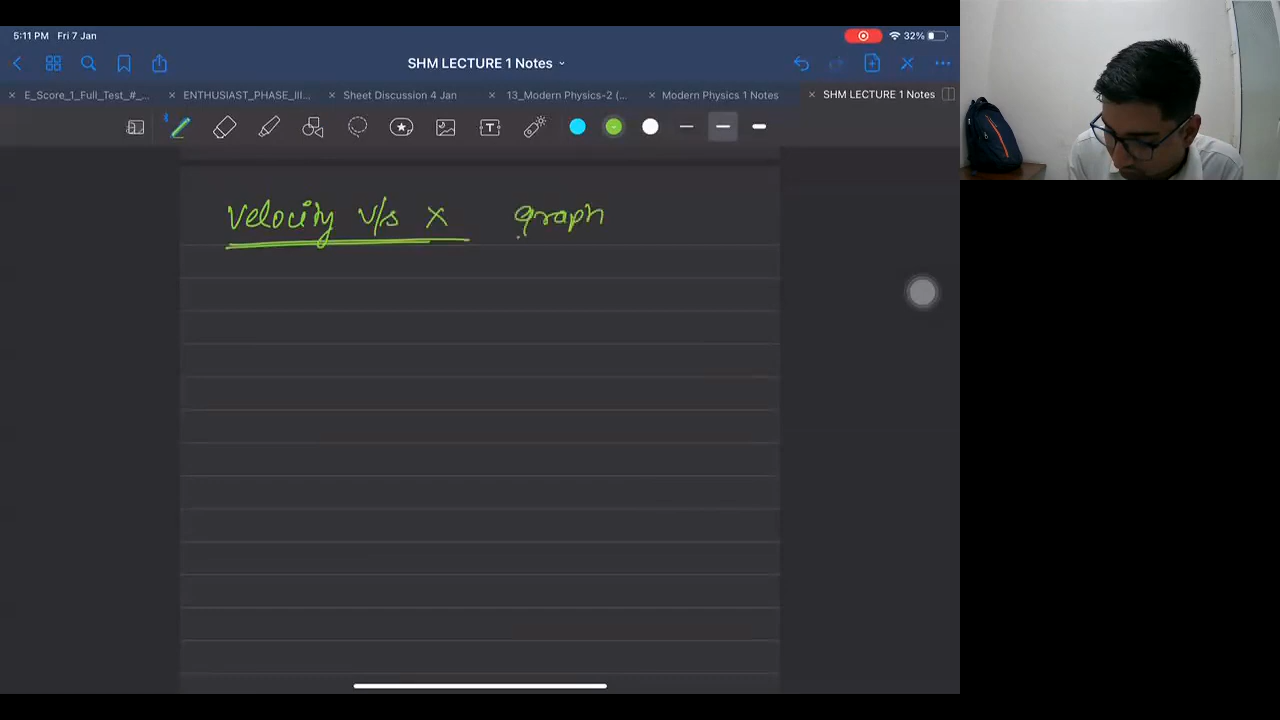 5:11 PM Fri 7 Jan
32%
SHM LECTURE 1 Notes
E_Score_1_Full_Test_#_... ENTHUSIAST_PHASE_III... Sheet Discussion 4 Jan 13_Modern Physics-2 (... Modern Physics 1 Notes SHM LECTURE 1 Notes
Velocity v/s x graph